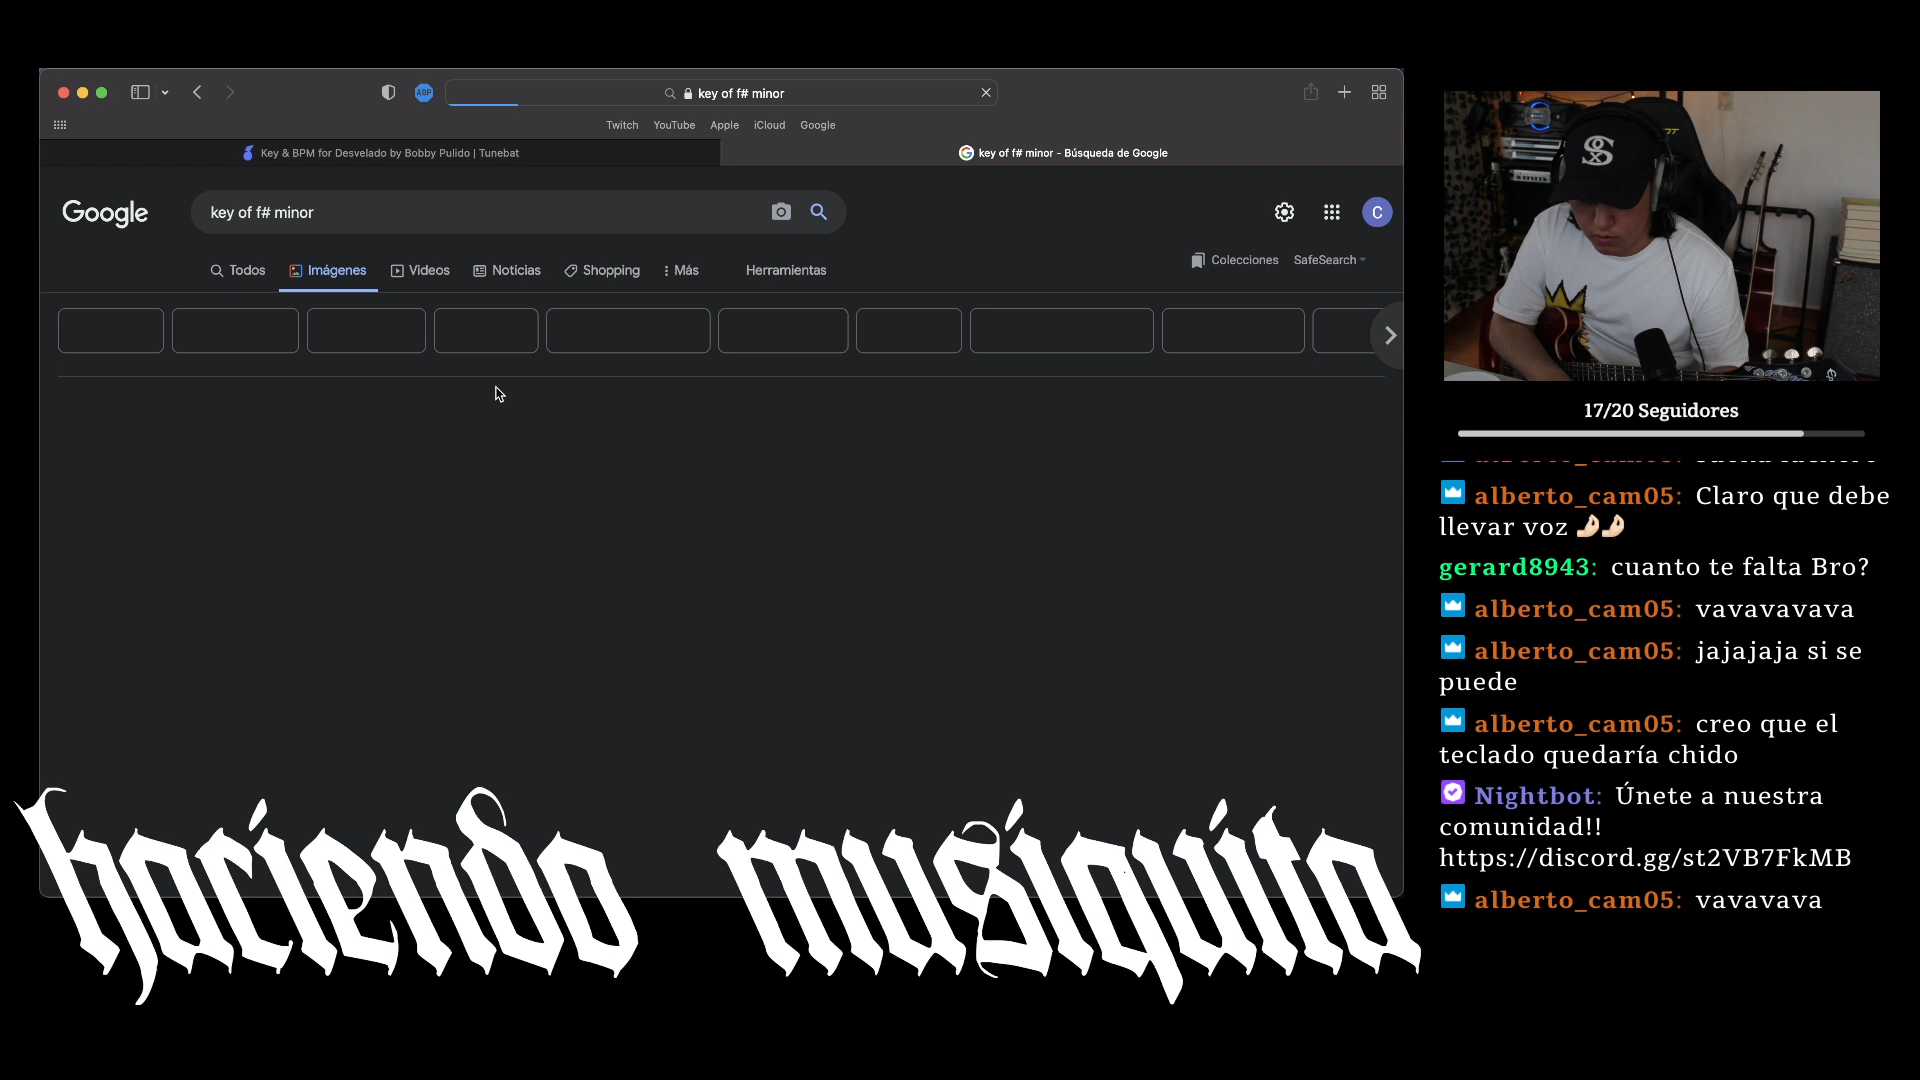 key of f# minor
Twitch YouTube Apple iCloud Google
Key & BPM for Desvelado by Bobby Pulido | Tunebat
key of f# minor - Búsqueda de Google
Google
key of f# minor
C
Todos Imágenes Videos Noticias Shopping Más Herramientas
Colecciones SafeSearch
17/20 Seguidores
alberto_cam05: Claro que debe
llevar voz 🤌🏻🤌🏻
gerard8943: cuanto te falta Bro?
alberto_cam05: vavavavava
alberto_cam05: jajajaja si se
puede
alberto_cam05: creo que el
teclado quedaría chido
Nightbot: Únete a nuestra
comunidad!!
https://discord.gg/st2VB7FkMB
alberto_cam05: vavavava
haciendo musiquita